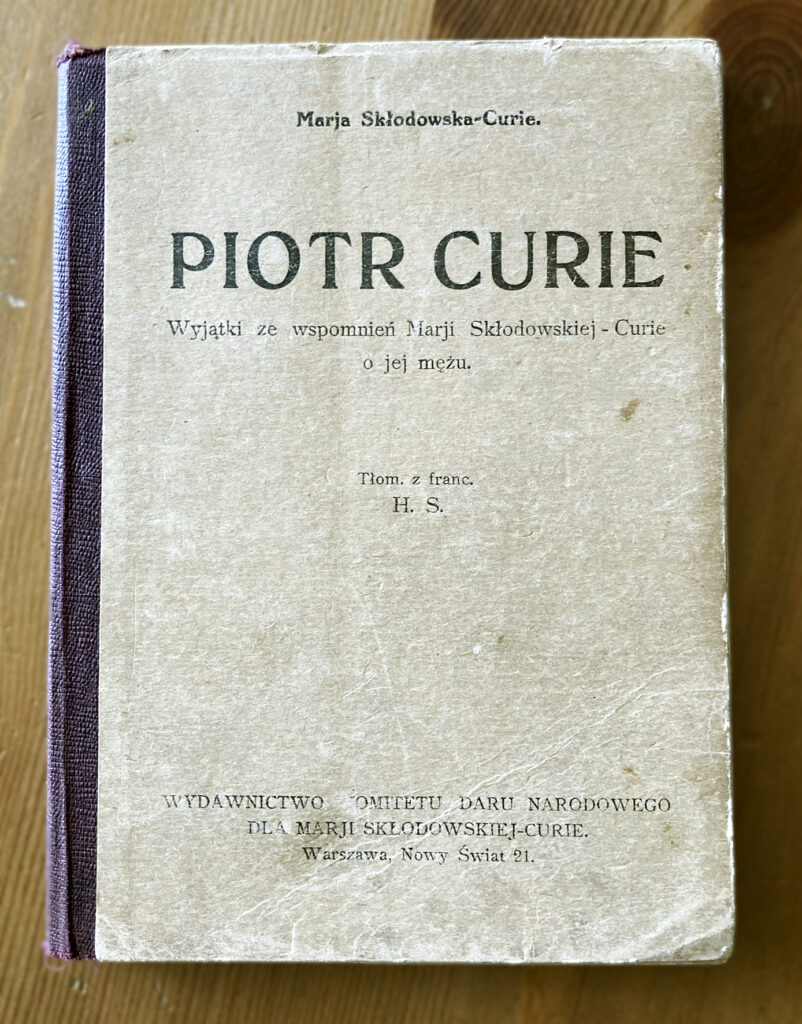 Marja Skłodowska-Curie.
PIOTR CURIE
Wyjątki ze wspomnień Marji Skłodowskiej - Curie
o jej mężu.
Tłom. z franc.
H. S.
WYDAWNICTWO KOMITETU DARU NARODOWEGO
DLA MARJI SKŁODOWSKIEJ-CURIE.
Warszawa, Nowy Świat 21.